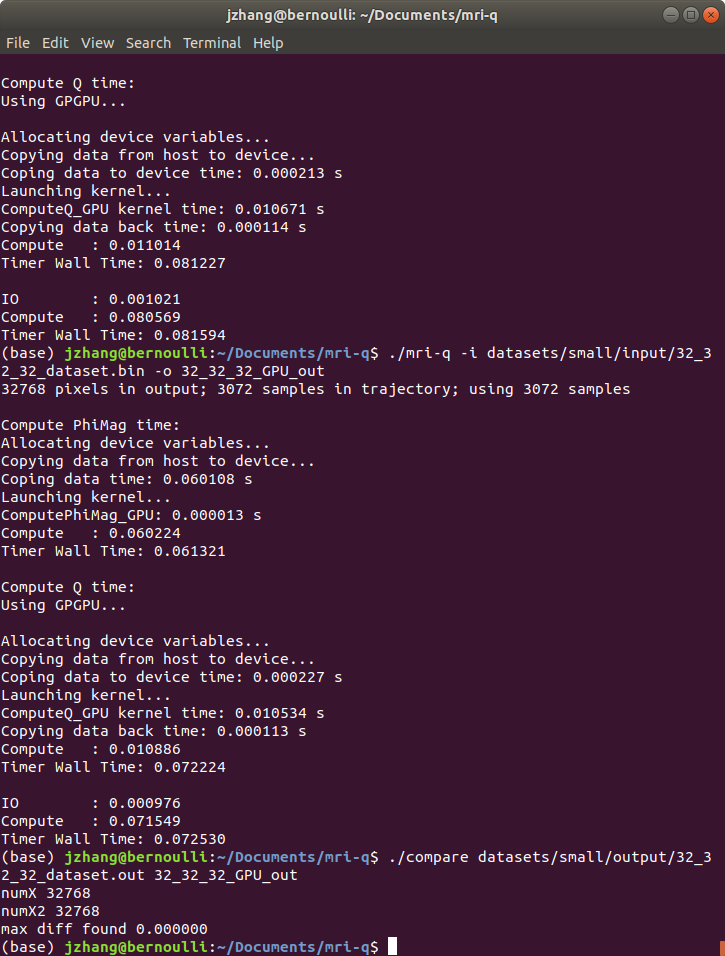 jzhang@bernoulli: ~/Documents/mri-q
File Edit View Search Terminal Help
Compute Q time:
Using GPGPU...
Allocating device variables...
Copying data from host to device...
Coping data to device time: 0.000213 s
Launching kernel...
ComputeQ_GPU kernel time: 0.010671 s
Copying data back time: 0.000114 s
Compute   : 0.011014
Timer Wall Time: 0.081227
IO        : 0.001021
Compute   : 0.080569
Timer Wall Time: 0.081594
(base) jzhang@bernoulli:~/Documents/mri-q$ ./mri-q -i datasets/small/input/32_3
2_32_dataset.bin -o 32_32_32_GPU_out
32768 pixels in output; 3072 samples in trajectory; using 3072 samples
Compute PhiMag time:
Allocating device variables...
Copying data from host to device...
Coping data time: 0.060108 s
Launching kernel...
ComputePhiMag_GPU: 0.000013 s
Compute   : 0.060224
Timer Wall Time: 0.061321
Compute Q time:
Using GPGPU...
Allocating device variables...
Copying data from host to device...
Coping data to device time: 0.000227 s
Launching kernel...
ComputeQ_GPU kernel time: 0.010534 s
Copying data back time: 0.000113 s
Compute   : 0.010886
Timer Wall Time: 0.072224
IO        : 0.000976
Compute   : 0.071549
Timer Wall Time: 0.072530
(base) jzhang@bernoulli:~/Documents/mri-q$ ./compare datasets/small/output/32_3
2_32_dataset.out 32_32_32_GPU_out
numX 32768
numX2 32768
max diff found 0.000000
(base) jzhang@bernoulli:~/Documents/mri-q$